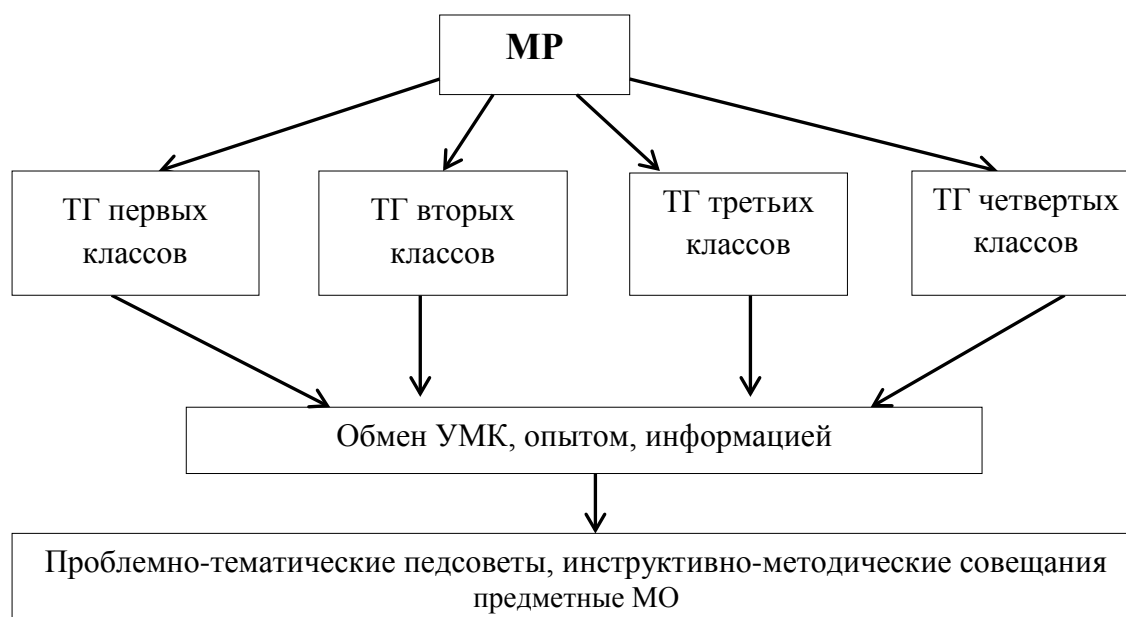 МР
ТГ первых
классов
ТГ вторых
классов
ТГ третьих
классов
ТГ четвертых
классов
Обмен УМК, опытом, информацией
Проблемно-тематические педсоветы, инструктивно-методические совещания
предметные МО